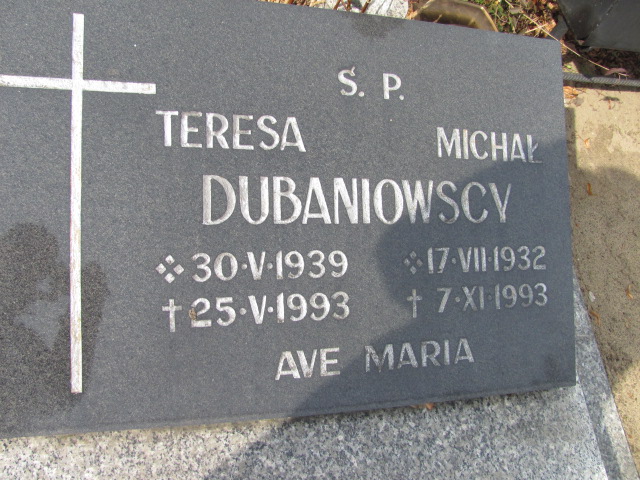 S. P.
TERESA MICHAŁ
DUBANIOWSCY
30·V·1939 17·VII·1932
†25·V·1993 †7·XI·1993
AVE MARIA